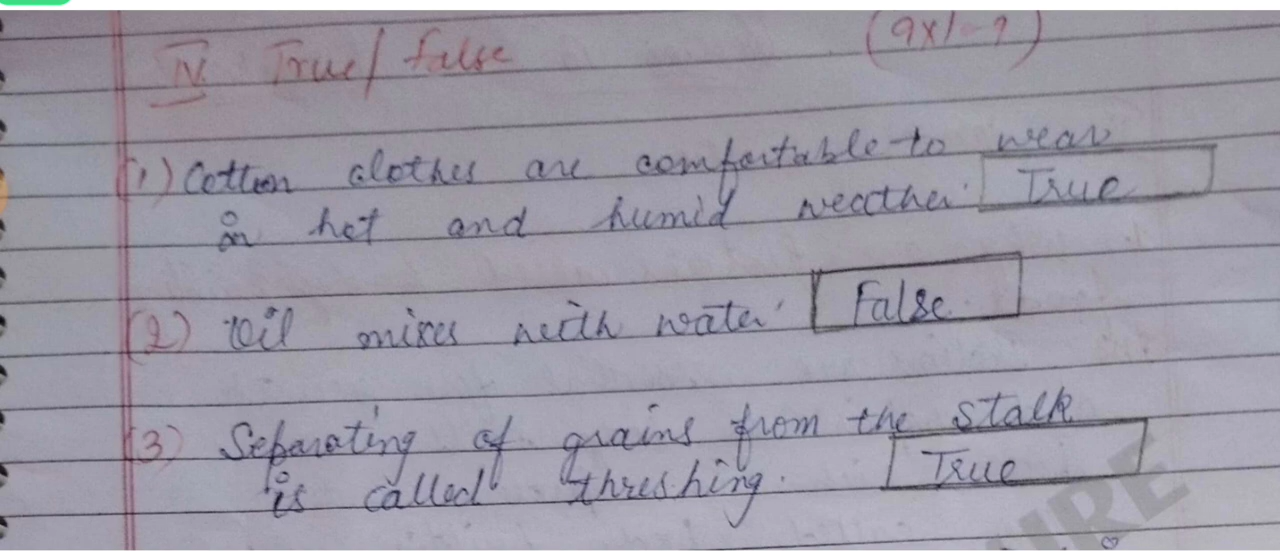 IV. True/False (9x1=9)
(1) Cotton clothes are comfortable to wear
in hot and humid weather. True
(2) Oil mixes with water. False
(3) Separating of grains from the stalk
is called threshing. True